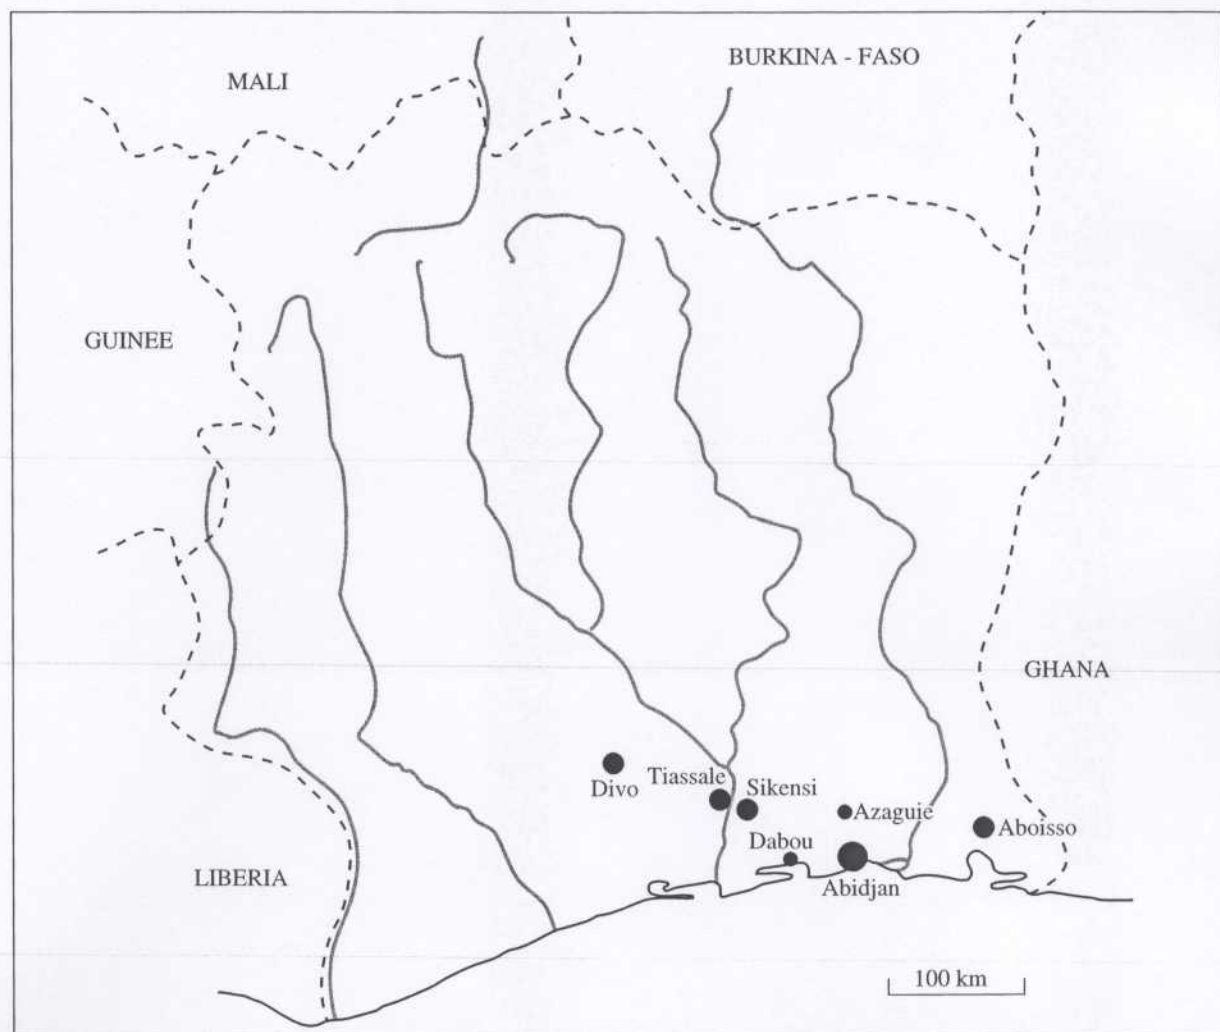 BURKINA - FASO
MALI
GUINEE
GHANA
Divo
Tiassale
Sikensi
Azaguie
Aboisso
Dabou
Abidjan
LIBERIA
100 km